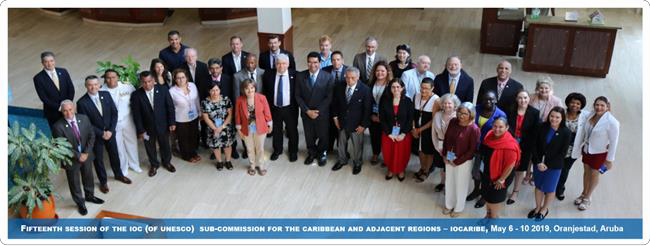 Fifteenth session of the IOC (of UNESCO) Sub-Commission for the Caribbean and Adjacent Regions – IOCARIBE, May 6 - 10 2019, Oranjestad, Aruba